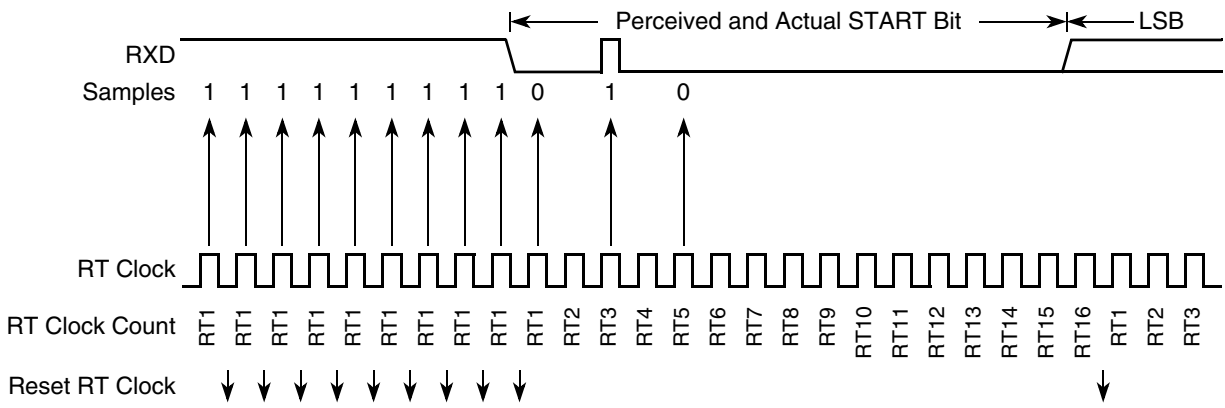 Perceived and Actual START Bit LSB
RXD
Samples 1 1 1 1 1 1 1 1 1 0 1 0
RT Clock
RT Clock Count RT1 RT1 RT1 RT1 RT1 RT1 RT1 RT1 RT1 RT1 RT2 RT3 RT4 RT5 RT6 RT7 RT8 RT9 RT10 RT11 RT12 RT13 RT14 RT15 RT16 RT1 RT2 RT3
Reset RT Clock